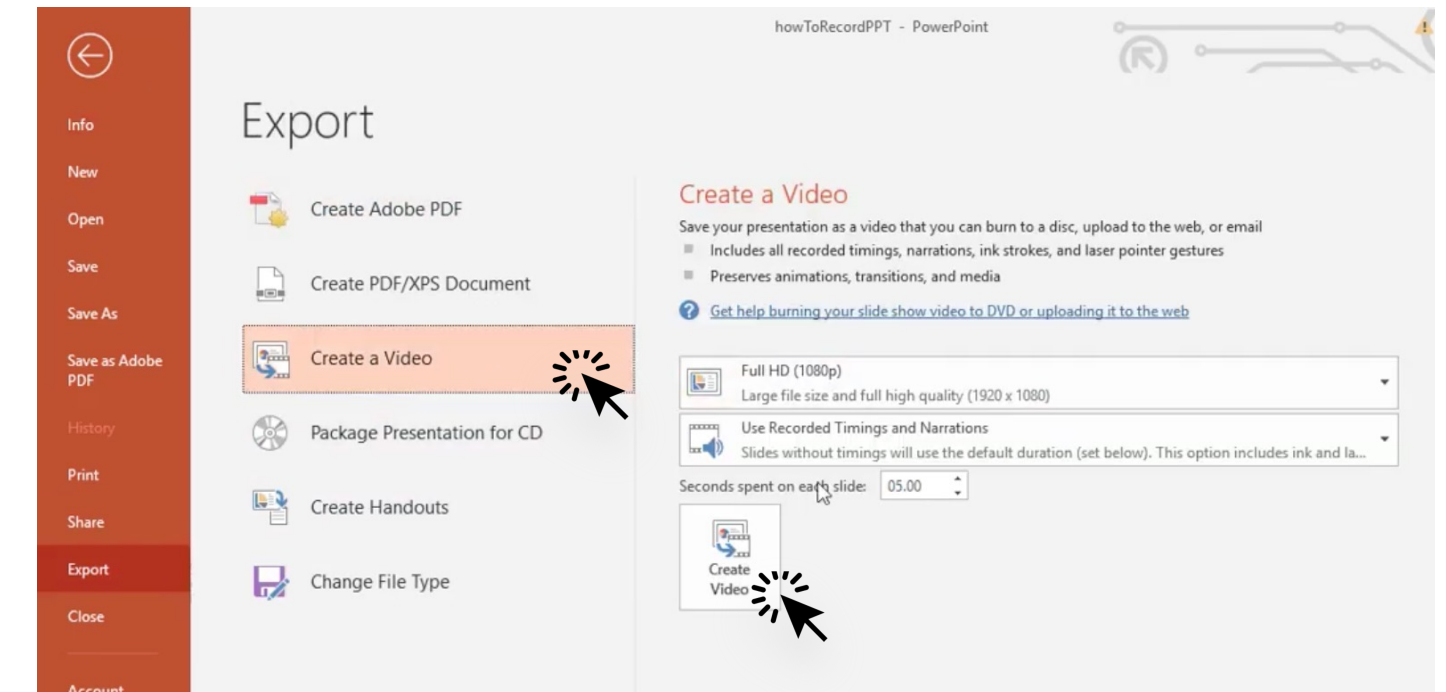 howToRecordPPT - PowerPoint
Info
New
Open
Save
Save As
Save as Adobe
PDF
History
Print
Share
Export
Close
Account
Export
Create Adobe PDF
Create PDF/XPS Document
Create a Video
Package Presentation for CD
Create Handouts
Change File Type
Create a Video
Save your presentation as a video that you can burn to a disc, upload to the web, or email
Includes all recorded timings, narrations, ink strokes, and laser pointer gestures
Preserves animations, transitions, and media
Get help burning your slide show video to DVD or uploading it to the web
Full HD (1080p)
Large file size and full high quality (1920 x 1080)
Use Recorded Timings and Narrations
Slides without timings will use the default duration (set below). This option includes ink and la...
Seconds spent on each slide: 05.00
Create
Video